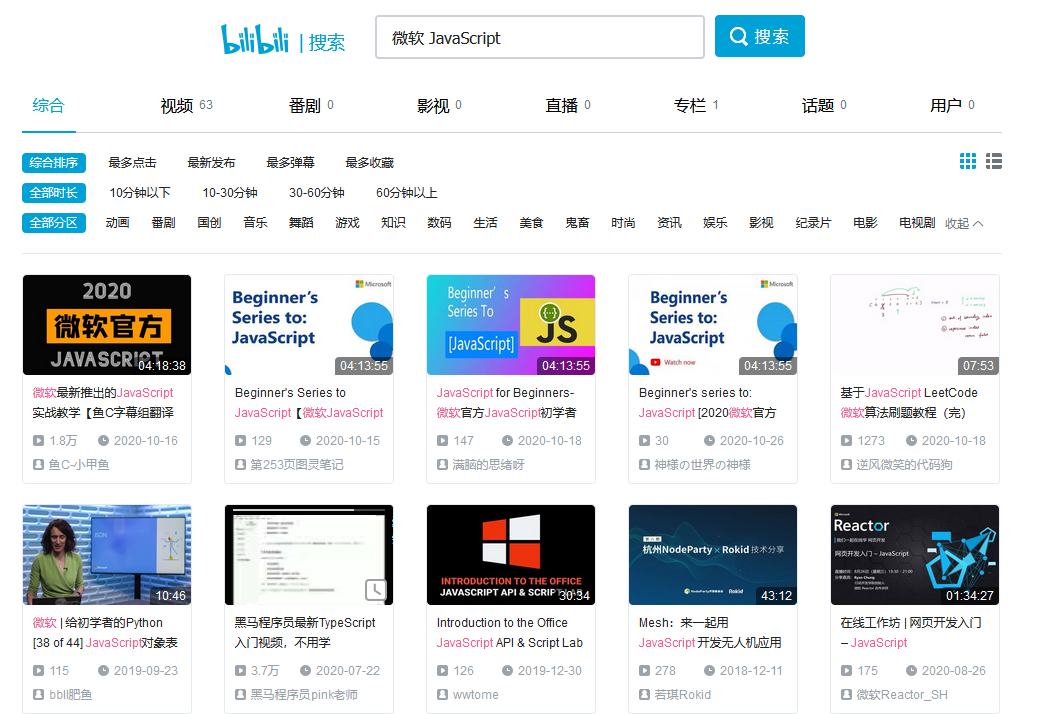 bilibili | 搜索
微软 JavaScript
搜索
综合 视频 63 番剧 0 影视 0 直播 0 专栏 1 话题 0 用户 0
综合排序 最多点击 最新发布 最多弹幕 最多收藏
全部时长 10分钟以下 10-30分钟 30-60分钟 60分钟以上
全部分区 动画 番剧 国创 音乐 舞蹈 游戏 知识 数码 生活 美食 鬼畜 时尚 资讯 娱乐 影视 纪录片 电影 电视剧 收起
2020
微软官方
JAVASCRIPT
04:18:38
微软最新推出的JavaScript
实战教学【鱼C字幕组翻译
1.8万 2020-10-16
鱼C-小甲鱼
Microsoft
Beginner's
Series to:
JavaScript
04:13:55
Beginner's Series to
JavaScript【微软JavaScript
129 2020-10-15
第253页图灵笔记
Beginner's
Series To
[JavaScript]
JS
04:13:55
JavaScript for Beginners-
微软官方JavaScript初学者
147 2020-10-18
满脑的思绪呀
Microsoft
Beginner's
Series to:
JavaScript
Watch now
04:13:55
Beginner's series to:
JavaScript [2020微软官方
30 2020-10-26
神様の世界の神様
07:53
基于JavaScript LeetCode
微软算法刷题教程（完）
1273 2020-10-18
逆风微笑的代码狗
JSON
10:46
微软 | 给初学者的Python
[38 of 44] JavaScript对象表
115 2019-09-23
bbll肥鱼
黑马程序员最新TypeScript
入门视频，不用学
3.7万 2020-07-22
黑马程序员pink老师
INTRODUCTION TO THE OFFICE
JAVASCRIPT API & SCRIPT LAB
30:34
Introduction to the Office
JavaScript API & Script Lab
126 2019-12-30
wwtome
杭州NodeParty × Rokid 技术分享
NodeParty Rokid
43:12
Mesh：来一起用
JavaScript 开发无人机应用
278 2018-12-11
若琪Rokid
Microsoft
Reactor
网页开发入门 – JavaScript
01:34:27
在线工作坊 | 网页开发入门
– JavaScript
175 2020-08-26
微软Reactor_SH